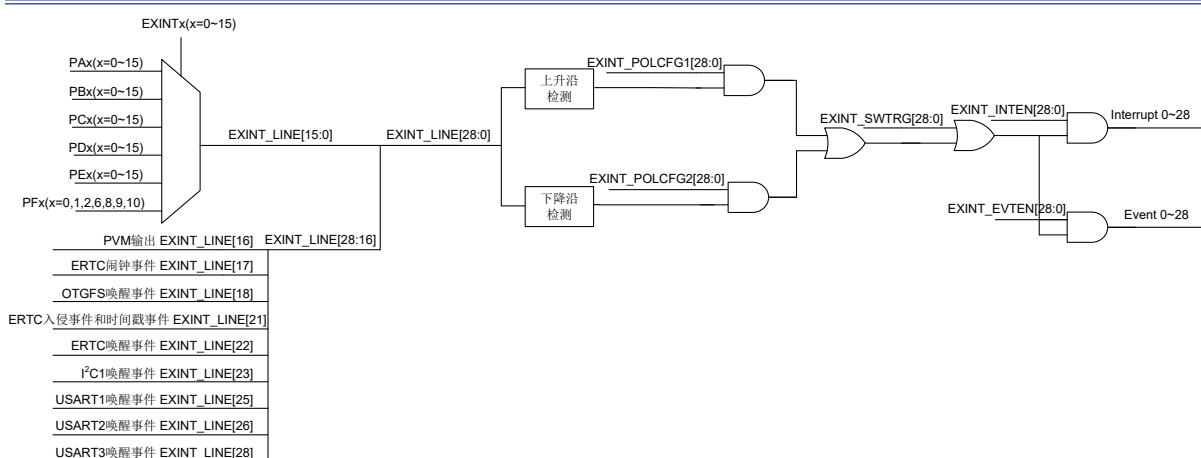 EXINTx(x=0~15)
PAx(x=0~15)
PBx(x=0~15)
PCx(x=0~15)
PDx(x=0~15)
PEx(x=0~15)
PFx(x=0,1,2,6,8,9,10)
EXINT_LINE[15:0]
EXINT_LINE[28:0]
上升沿
检测
下降沿
检测
EXINT_POLCFG1[28:0]
EXINT_POLCFG2[28:0]
EXINT_SWTRG[28:0]
EXINT_INTEN[28:0]
Interrupt 0~28
EXINT_EVTEN[28:0]
Event 0~28
PVM输出 EXINT_LINE[16]
EXINT_LINE[28:16]
ERTC闹钟事件 EXINT_LINE[17]
OTGFS唤醒事件 EXINT_LINE[18]
ERTC入侵事件和时间戳事件 EXINT_LINE[21]
ERTC唤醒事件 EXINT_LINE[22]
I²C1唤醒事件 EXINT_LINE[23]
USART1唤醒事件 EXINT_LINE[25]
USART2唤醒事件 EXINT_LINE[26]
USART3唤醒事件 EXINT_LINE[28]